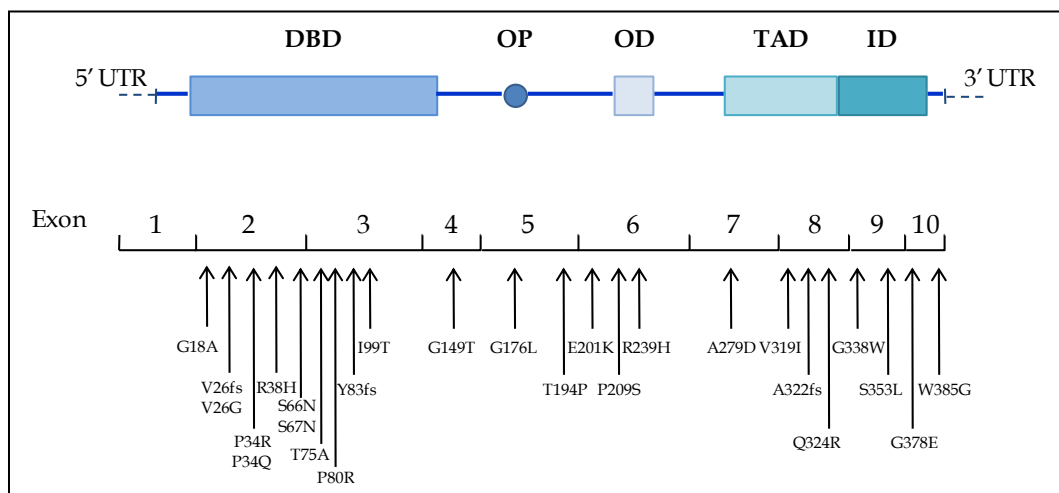 DBD OP OD TAD ID
5′ UTR 3′ UTR
Exon 1 2 3 4 5 6 7 8 9 10
G18A I99T G149T G176L E201K R239H A279D V319I G338W
V26fs R38H Y83fs T194P P209S A322fs S353L W385G
V26G S66N
S67N
P34R Q324R G378E
P34Q T75A
P80R